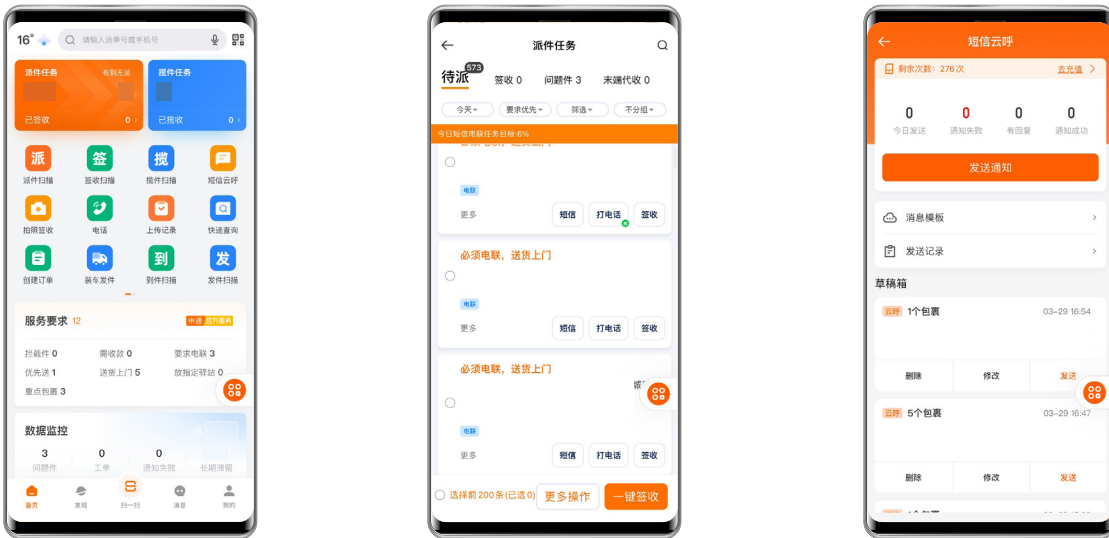 16°
请输入运单号或手机号
派件任务
有到无派
揽件任务
已签收
0
已揽收
0
派
签
揽
派件扫描
签收扫描
揽件扫描
短信云呼
拍照签收
电话
上传记录
快递查询
到
发
创建订单
装车发件
到件扫描
发件扫描
服务要求 12
拦截件 0
需收款 0
要求电联 3
优先送 1
送货上门 5
放指定驿站 0
重点包裹 3
数据监控
3
0
0
问题件
工单
通知失败
长期滞留
首页
发现
扫一扫
消息
我的
派件任务
待派
573
签收 0
问题件 3
末端代收 0
今天
要求优先
筛选
不分组
今日短信电联任务目标:6%
电联
更多
短信
打电话
签收
必须电联，送货上门
电联
更多
短信
打电话
签收
必须电联，送货上门
电联
更多
短信
打电话
签收
选择前200条(已选0)
更多操作
一键签收
短信云呼
剩余次数：276次
去充值
0
0
0
0
今日发送
通知失败
有回复
通知成功
发送通知
消息模板
发送记录
草稿箱
云呼 1个包裹
03-29 16:54
删除
修改
发送
云呼 5个包裹
03-29 16:47
删除
修改
发送